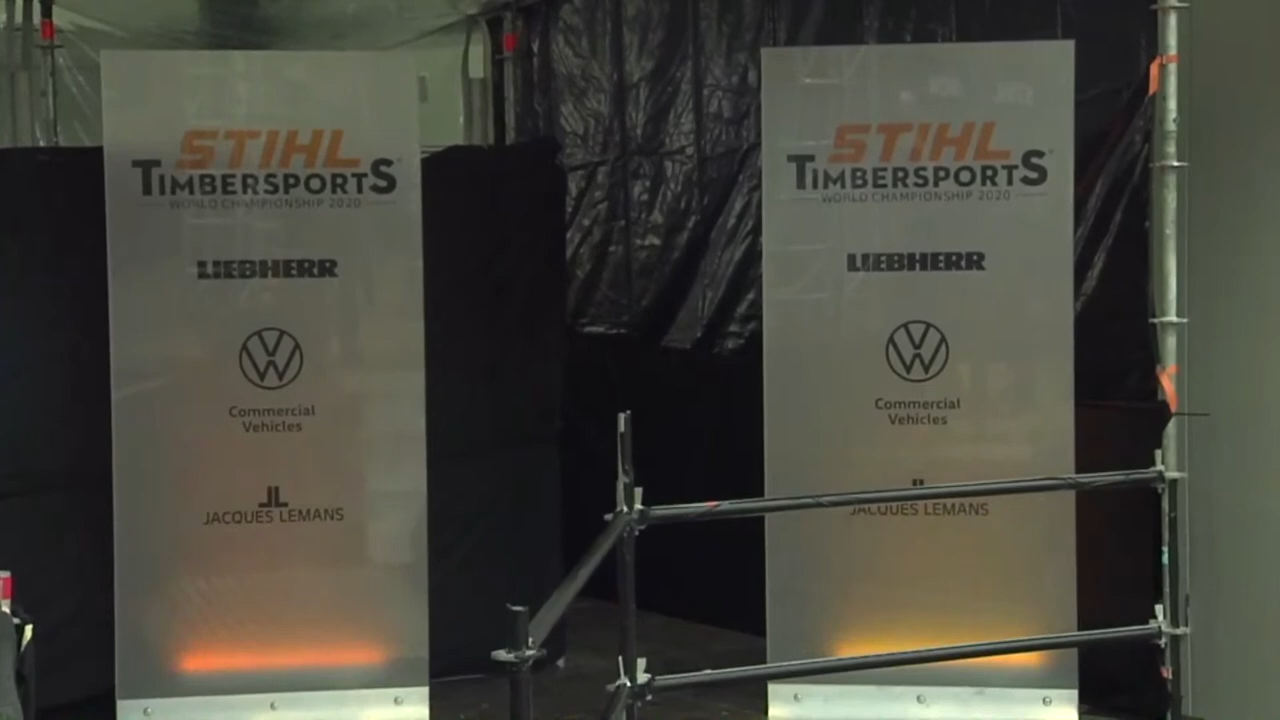 STIHL
TIMBERSPORTS
WORLD CHAMPIONSHIP 2020
LIEBHERR
Commercial
Vehicles
JL
JACQUES LEMANS
STIHL
TIMBERSPORTS
WORLD CHAMPIONSHIP 2020
LIEBHERR
Commercial
Vehicles
JACQUES LEMANS